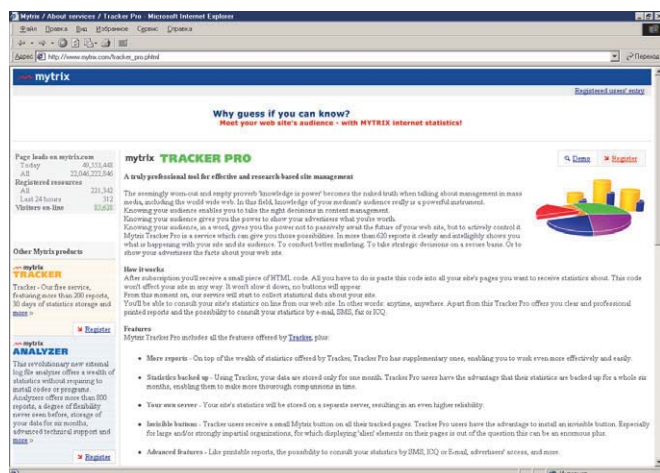 Mytrix / About services / Tracker Pro - Microsoft Internet Explorer
Файл Правка Вид Избранное Сервис Справка
Адрес http://www.mytrix.com/tracker_pro.phtml Переход
mytrix
Registered users' entry
Why guess if you can know?
Meet your web site's audience - with MYTRIX internet statistics!
Page loads on mytrix.com
Today
All
Registered resources
All 221,342
Last 24 hours 312
Visitors on-line
Other Mytrix products
mytrix
TRACKER
Tracker - Our free service,
featuring more than 200 reports,
30 days of statistics storage and
more »
Register
mytrix
ANALYZER
This revolutionary new external
log file analyzer offers a wealth of
statistics without requiring to
install codes or programs.
Analyzer offers more than 800
reports, a degree of flexibility
never seen before, storage of
your data for six months,
advanced technical support and
more »
Register
mytrix TRACKER PRO
Demo Register
A truly professional tool for effective and research-based site management
The seemingly worn-out and empty proverb 'knowledge is power' becomes the naked truth when talking about management in mass
media, including the world wide web. In this field, knowledge of your medium's audience really is a powerful instrument.
Knowing your audience enables you to take the right decisions in content management.
Knowing your audience gives you the power to show your advertisers what you're worth.
Knowing your audience, in a word, gives you the power not to passively await the future of your web site, but to actively control it.
Mytrix Tracker Pro is a service which can give you those possibilities. In more than 620 reports it clearly and intelligibly shows you
what is happening with your site and its audience. To conduct better marketing. To take strategic decisions on a secure basis. Or to
show your advertisers the facts about your web site.
How it works
After subscription you'll receive a small piece of HTML code. All you have to do is paste this code into all your site's pages you want to receive statistics about. This code
won't affect your site in any way. It won't slow it down, no buttons will appear.
From this moment on, our service will start to collect statistical data about your site.
You'll be able to consult your site's statistics on line from our web site. In other words: anytime, anywhere. Apart from this Tracker Pro offers you clear and professional
printed reports and the possibility to consult your statistics by e-mail, SMS, fax or ICQ.
Features
Mytrix Tracker Pro includes all the features offered by Tracker, plus:
• More reports - On top of the wealth of statistics offered by Tracker, Tracker Pro has supplementary ones, enabling you to work even more effectively and easily.
• Statistics backed up - Using Tracker, your data are stored only for one month. Tracker Pro users have the advantage that their statistics are backed up for a whole six
months, enabling them to make more thorough comparisons in time.
• Your own server - Your site's statistics will be stored on a separate server, resulting in an even higher reliability.
• Invisible buttons - Tracker users receive a small Mytrix button on all their tracked pages. Tracker Pro users have the advantage to install an invisible button. Especially
for large and/or strongly impartial organizations, for which displaying 'alien' elements on their pages is out of the question this can be an enormous plus.
• Advanced features - Like printable reports, the possibility to consult your statistics by SMS, ICQ or E-mail, advertisers' access, and more.